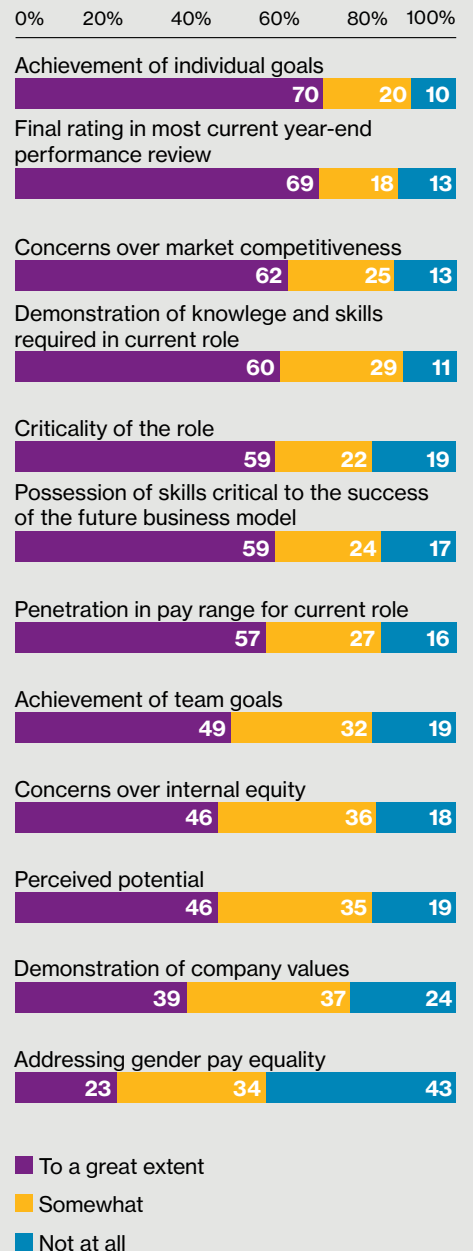 0% 20% 40% 60% 80% 100%
Achievement of individual goals
70 20 10
Final rating in most current year-end
performance review
69 18 13
Concerns over market competitiveness
62 25 13
Demonstration of knowlege and skills
required in current role
60 29 11
Criticality of the role
59 22 19
Possession of skills critical to the success
of the future business model
59 24 17
Penetration in pay range for current role
57 27 16
Achievement of team goals
49 32 19
Concerns over internal equity
46 36 18
Perceived potential
46 35 19
Demonstration of company values
39 37 24
Addressing gender pay equality
23 34 43
To a great extent
Somewhat
Not at all